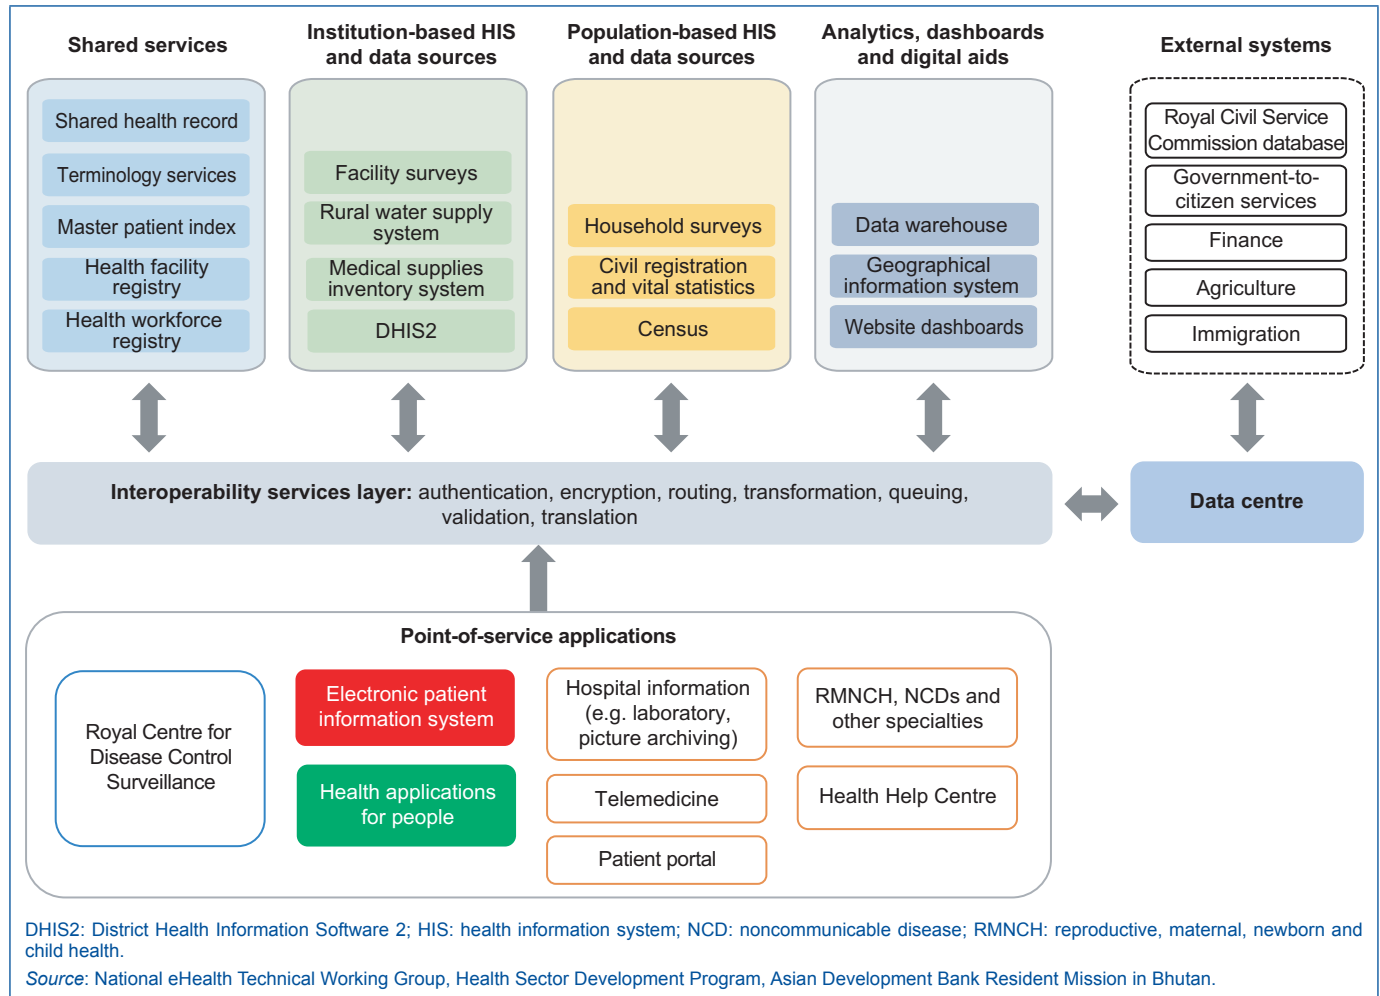 Shared services
Institution-based HIS
and data sources
Population-based HIS
and data sources
Analytics, dashboards
and digital aids
External systems
Shared health record
Terminology services
Master patient index
Health facility
registry
Health workforce
registry
Facility surveys
Rural water supply
system
Medical supplies
inventory system
DHIS2
Household surveys
Civil registration
and vital statistics
Census
Data warehouse
Geographical
information system
Website dashboards
Royal Civil Service
Commission database
Government-to-
citizen services
Finance
Agriculture
Immigration
Interoperability services layer: authentication, encryption, routing, transformation, queuing,
validation, translation
Data centre
Point-of-service applications
Royal Centre for
Disease Control
Surveillance
Electronic patient
information system
Health applications
for people
Hospital information
(e.g. laboratory,
picture archiving)
Telemedicine
Patient portal
RMNCH, NCDs and
other specialties
Health Help Centre
DHIS2: District Health Information Software 2; HIS: health information system; NCD: noncommunicable disease; RMNCH: reproductive, maternal, newborn and
child health.
Source: National eHealth Technical Working Group, Health Sector Development Program, Asian Development Bank Resident Mission in Bhutan.